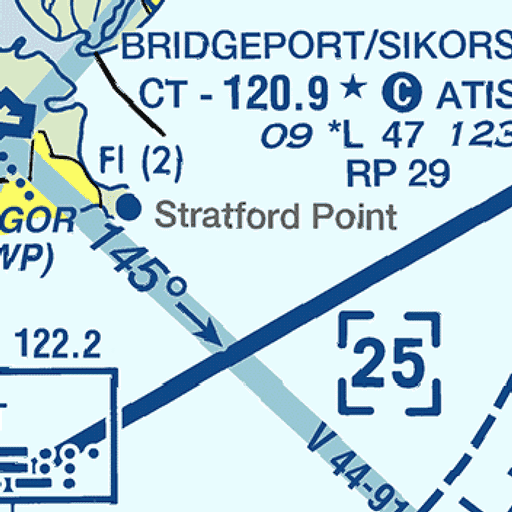 BRIDGEPORT/SIKORS
CT - 120.9 ★ C ATIS
09 *L 47 123
RP 29
Fl (2)
Stratford Point
GOR
WP)
145°
122.2
25
V 44-91